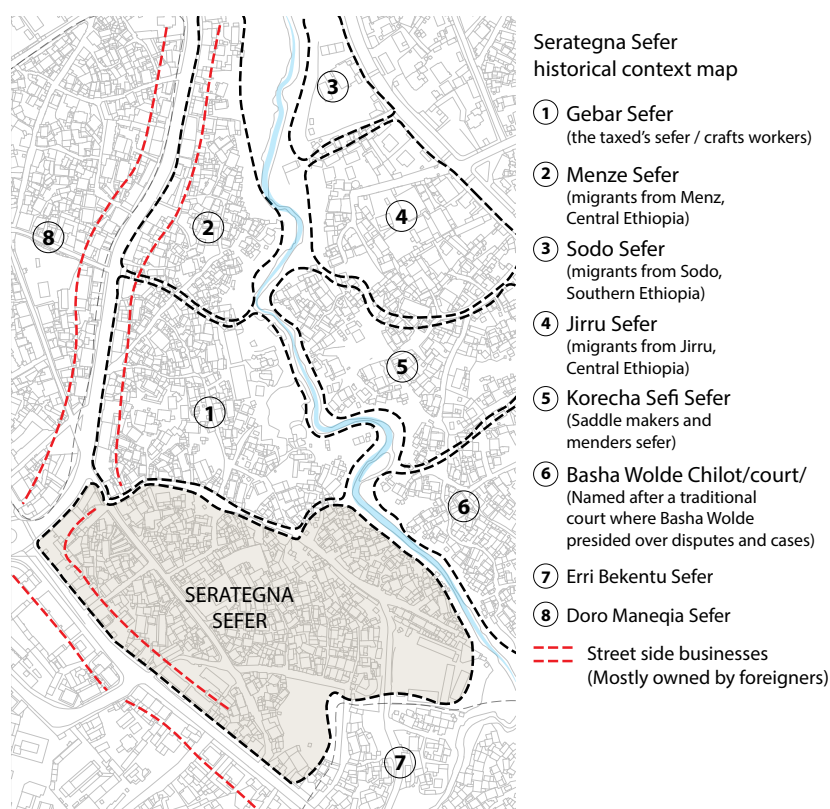 Serategna Sefer
historical context map
1 Gebar Sefer
(the taxed's sefer / crafts workers)
2 Menze Sefer
(migrants from Menz,
Central Ethiopia)
3 Sodo Sefer
(migrants from Sodo,
Southern Ethiopia)
4 Jirru Sefer
(migrants from Jirru,
Central Ethiopia)
5 Korecha Sefi Sefer
(Saddle makers and
menders sefer)
6 Basha Wolde Chilot/court/
(Named after a traditional
court where Basha Wolde
presided over disputes and cases)
7 Erri Bekentu Sefer
8 Doro Maneqia Sefer
Street side businesses
(Mostly owned by foreigners)
3
4
2
8
5
1
6
SERATEGNA
SEFER
7